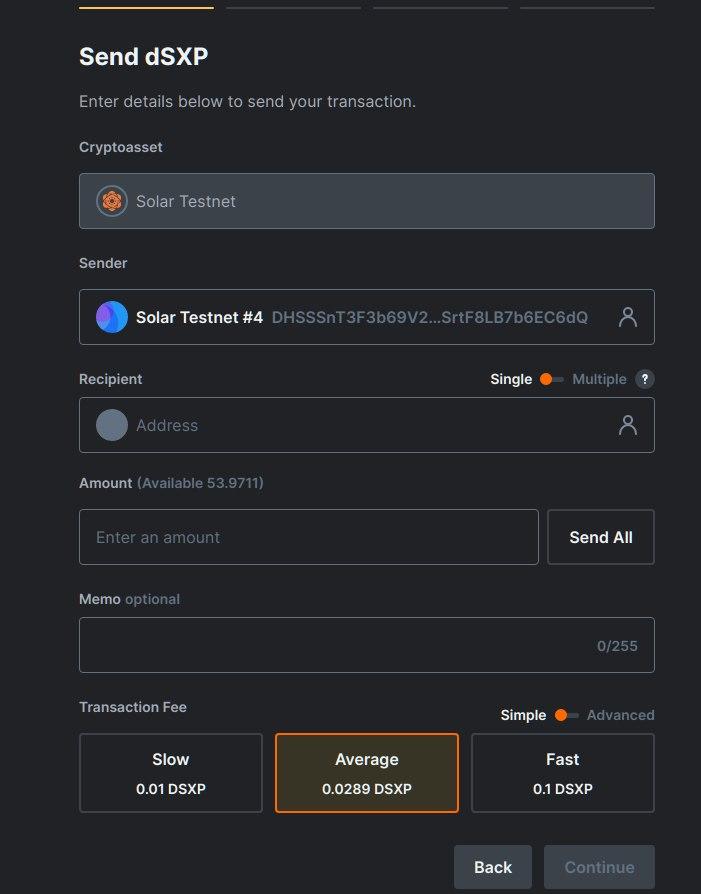 Send dSXP
Enter details below to send your transaction.
Cryptoasset
Solar Testnet
Sender
Solar Testnet #4 DHSSSnT3F3b69V2...SrtF8LB7b6EC6dQ
Recipient Single Multiple ?
Address
Amount (Available 53.9711)
Enter an amount Send All
Memo optional
0/255
Transaction Fee Simple Advanced
Slow Average Fast
0.01 DSXP 0.0289 DSXP 0.1 DSXP
Back Continue